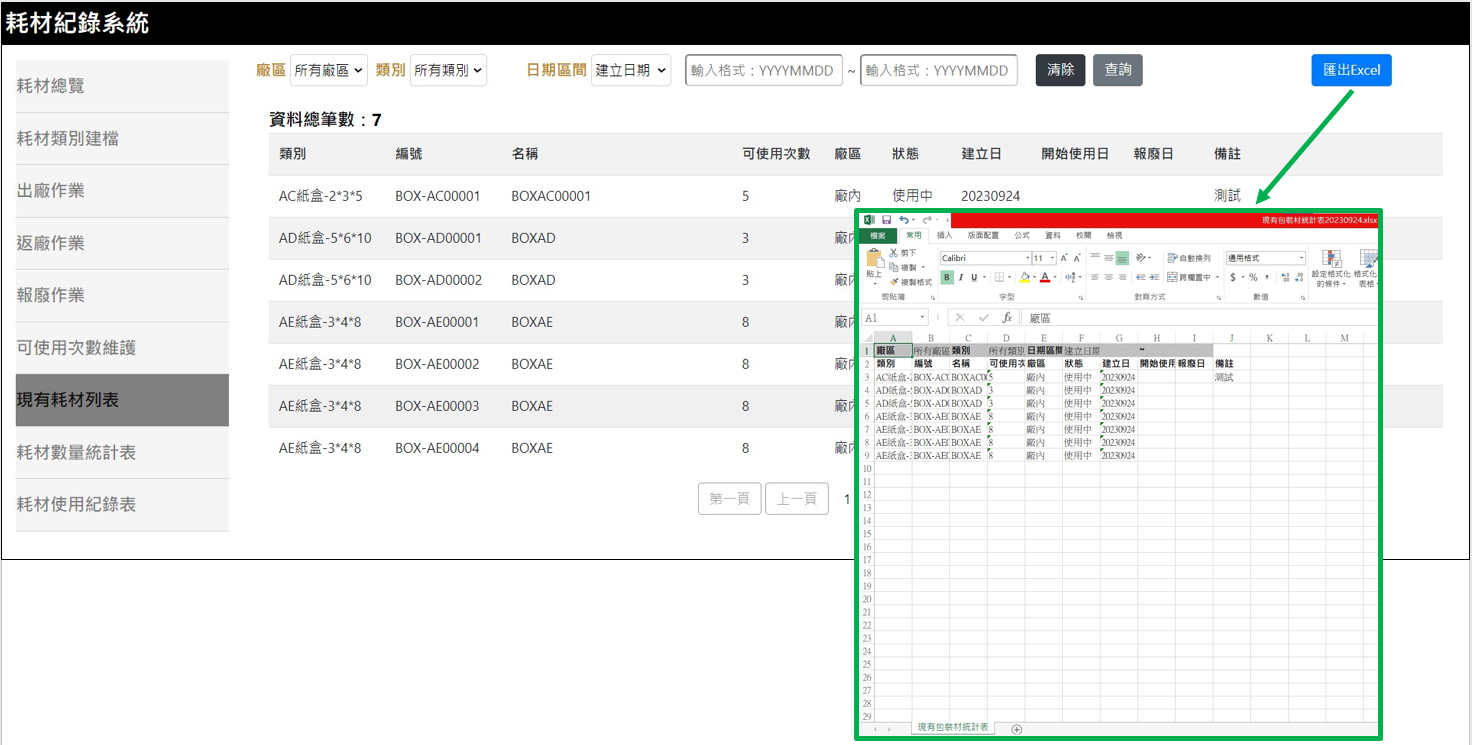 耗材紀錄系統
耗材總覽
耗材類別建檔
出廠作業
返廠作業
報廢作業
可使用次數維護
現有耗材列表
耗材數量統計表
耗材使用紀錄表
廠區 所有廠區 類別 所有類別 日期區間 建立日期 輸入格式：YYYYMMDD ~ 輸入格式：YYYYMMDD 清除 查詢 匯出Excel
資料總筆數：7
類別 編號 名稱 可使用次數 廠區 狀態 建立日 開始使用日 報廢日 備註
AC紙盒-2*3*5 BOX-AC00001 BOXAC00001 5 廠內 使用中 20230924 測試
AD紙盒-5*6*10 BOX-AD00001 BOXAD 3 廠內
AD紙盒-5*6*10 BOX-AD00002 BOXAD 3 廠內
AE紙盒-3*4*8 BOX-AE00001 BOXAE 8 廠內
AE紙盒-3*4*8 BOX-AE00002 BOXAE 8 廠內
AE紙盒-3*4*8 BOX-AE00003 BOXAE 8 廠內
AE紙盒-3*4*8 BOX-AE00004 BOXAE 8 廠內
第一頁 上一頁 1
現有包裝材統計表20230924.xlsx
檔案 常用 插入 版面配置 公式 資料 校閱 檢視
貼上 剪下 複製 複製格式 剪貼簿
Calibri 11 A A
B I U A 字型
自動換列 跨欄置中 對齊方式
通用格式 $ % , 數值
設定格式化的條件 格式化表格
A1 fx 廠區
A B C D E F G H I J K L M
1 廠區 所有廠區 類別 所有類別 日期區間 建立日期 ~
2 類別 編號 名稱 可使用次 廠區 狀態 建立日 開始使用 報廢日 備註
3 AC紙盒-2 BOX-AC0 BOXAC00 5 廠內 使用中 20230924 測試
4 AD紙盒-5 BOX-AD0 BOXAD 3 廠內 使用中 20230924
5 AD紙盒-5 BOX-AD0 BOXAD 3 廠內 使用中 20230924
6 AE紙盒-3 BOX-AE0 BOXAE 8 廠內 使用中 20230924
7 AE紙盒-3 BOX-AE0 BOXAE 8 廠內 使用中 20230924
8 AE紙盒-3 BOX-AE0 BOXAE 8 廠內 使用中 20230924
9 AE紙盒-3 BOX-AE0 BOXAE 8 廠內 使用中 20230924
10
11
12
13
14
15
16
17
18
19
20
21
22
23
24
25
26
27
28
29
現有包裝材統計表